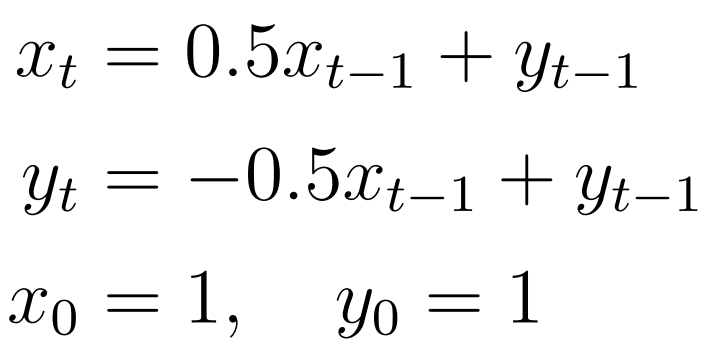 x_t = 0.5x_{t-1} + y_{t-1}
y_t = -0.5x_{t-1} + y_{t-1}
x_0 = 1, y_0 = 1